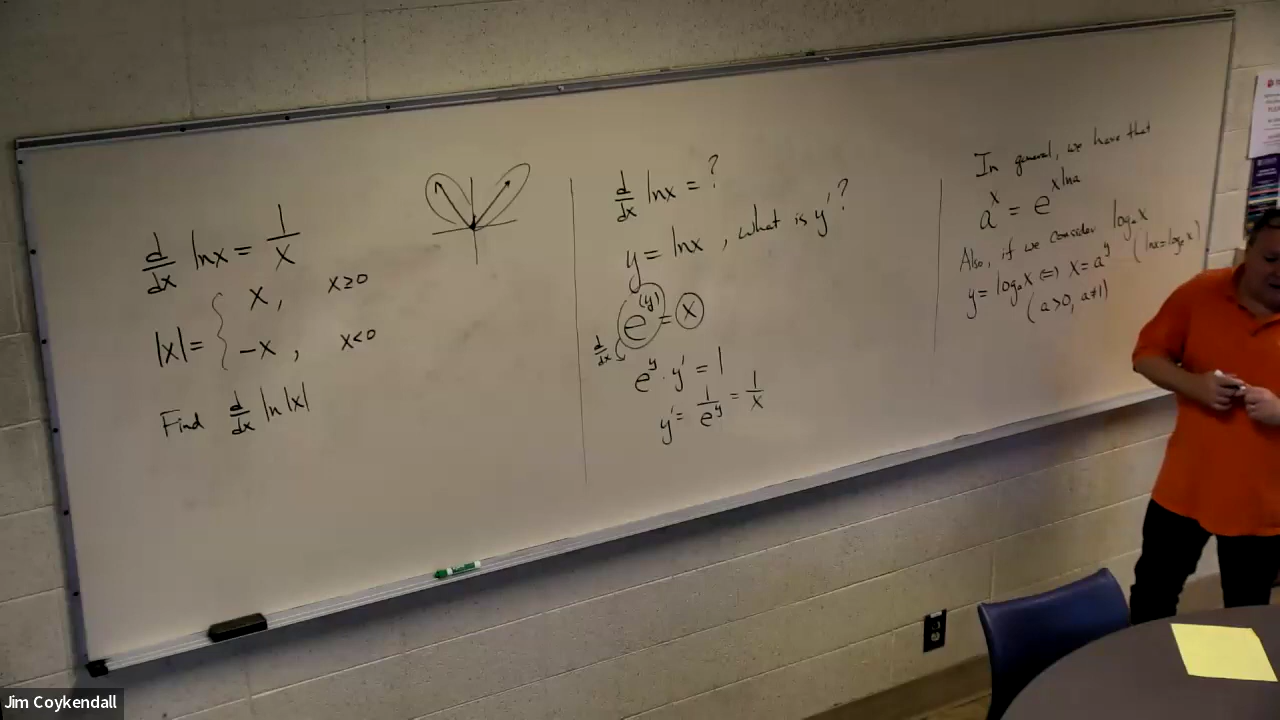 d/dx ln x = 1/x
|x| = { x, x ≥ 0
-x, x < 0
Find d/dx ln|x|
d/dx ln x = ?
y = ln x, what is y'?
e^(y) = x
d/dx
e^y · y' = 1
y' = 1/e^y = 1/x
In general, we have that
a^x = e^(x ln a)
Also, if we consider log_a x
y = log_a x ⇔ x = a^y (ln x = log_e x)
(a>0, a≠1)
Jim Coykendall